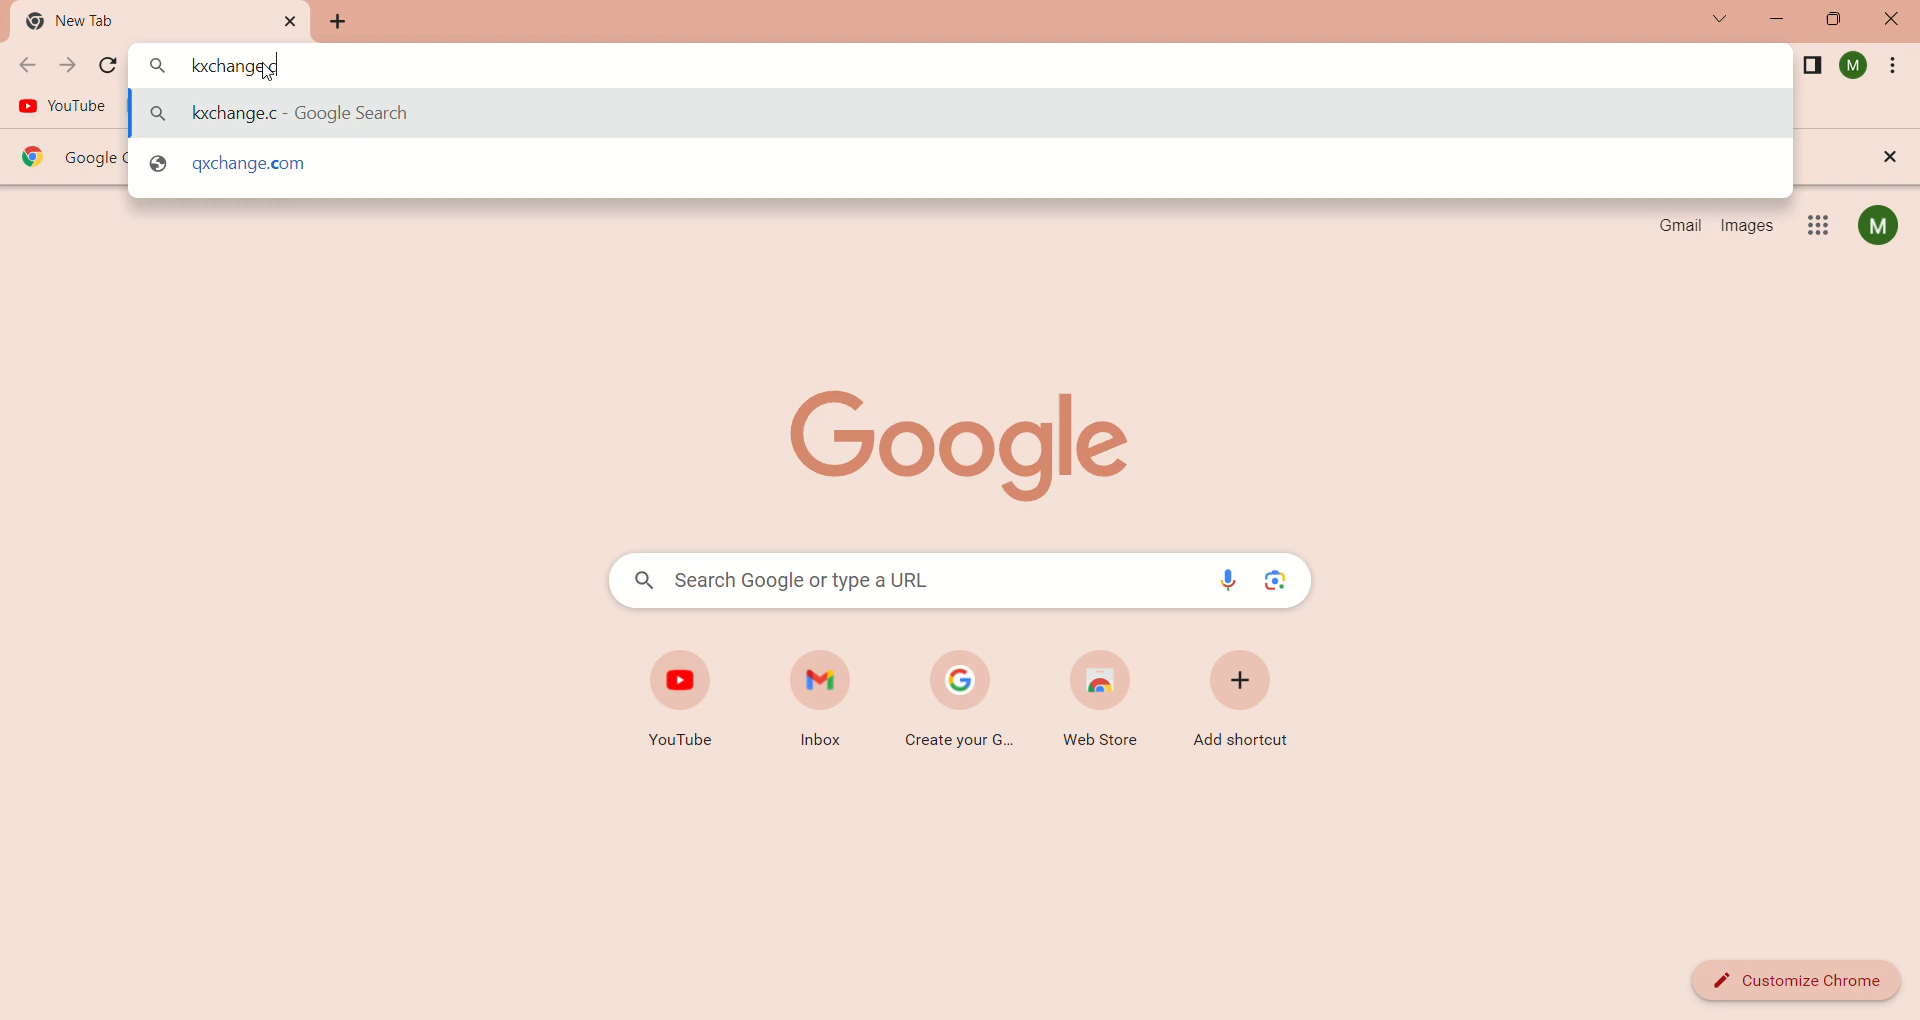 New Tab
kxchange.c
YouTube
kxchange.c - Google Search
Google C
qxchange.com
Gmail Images
M
M
Google
Search Google or type a URL
YouTube Inbox Create your G... Web Store Add shortcut
Customize Chrome